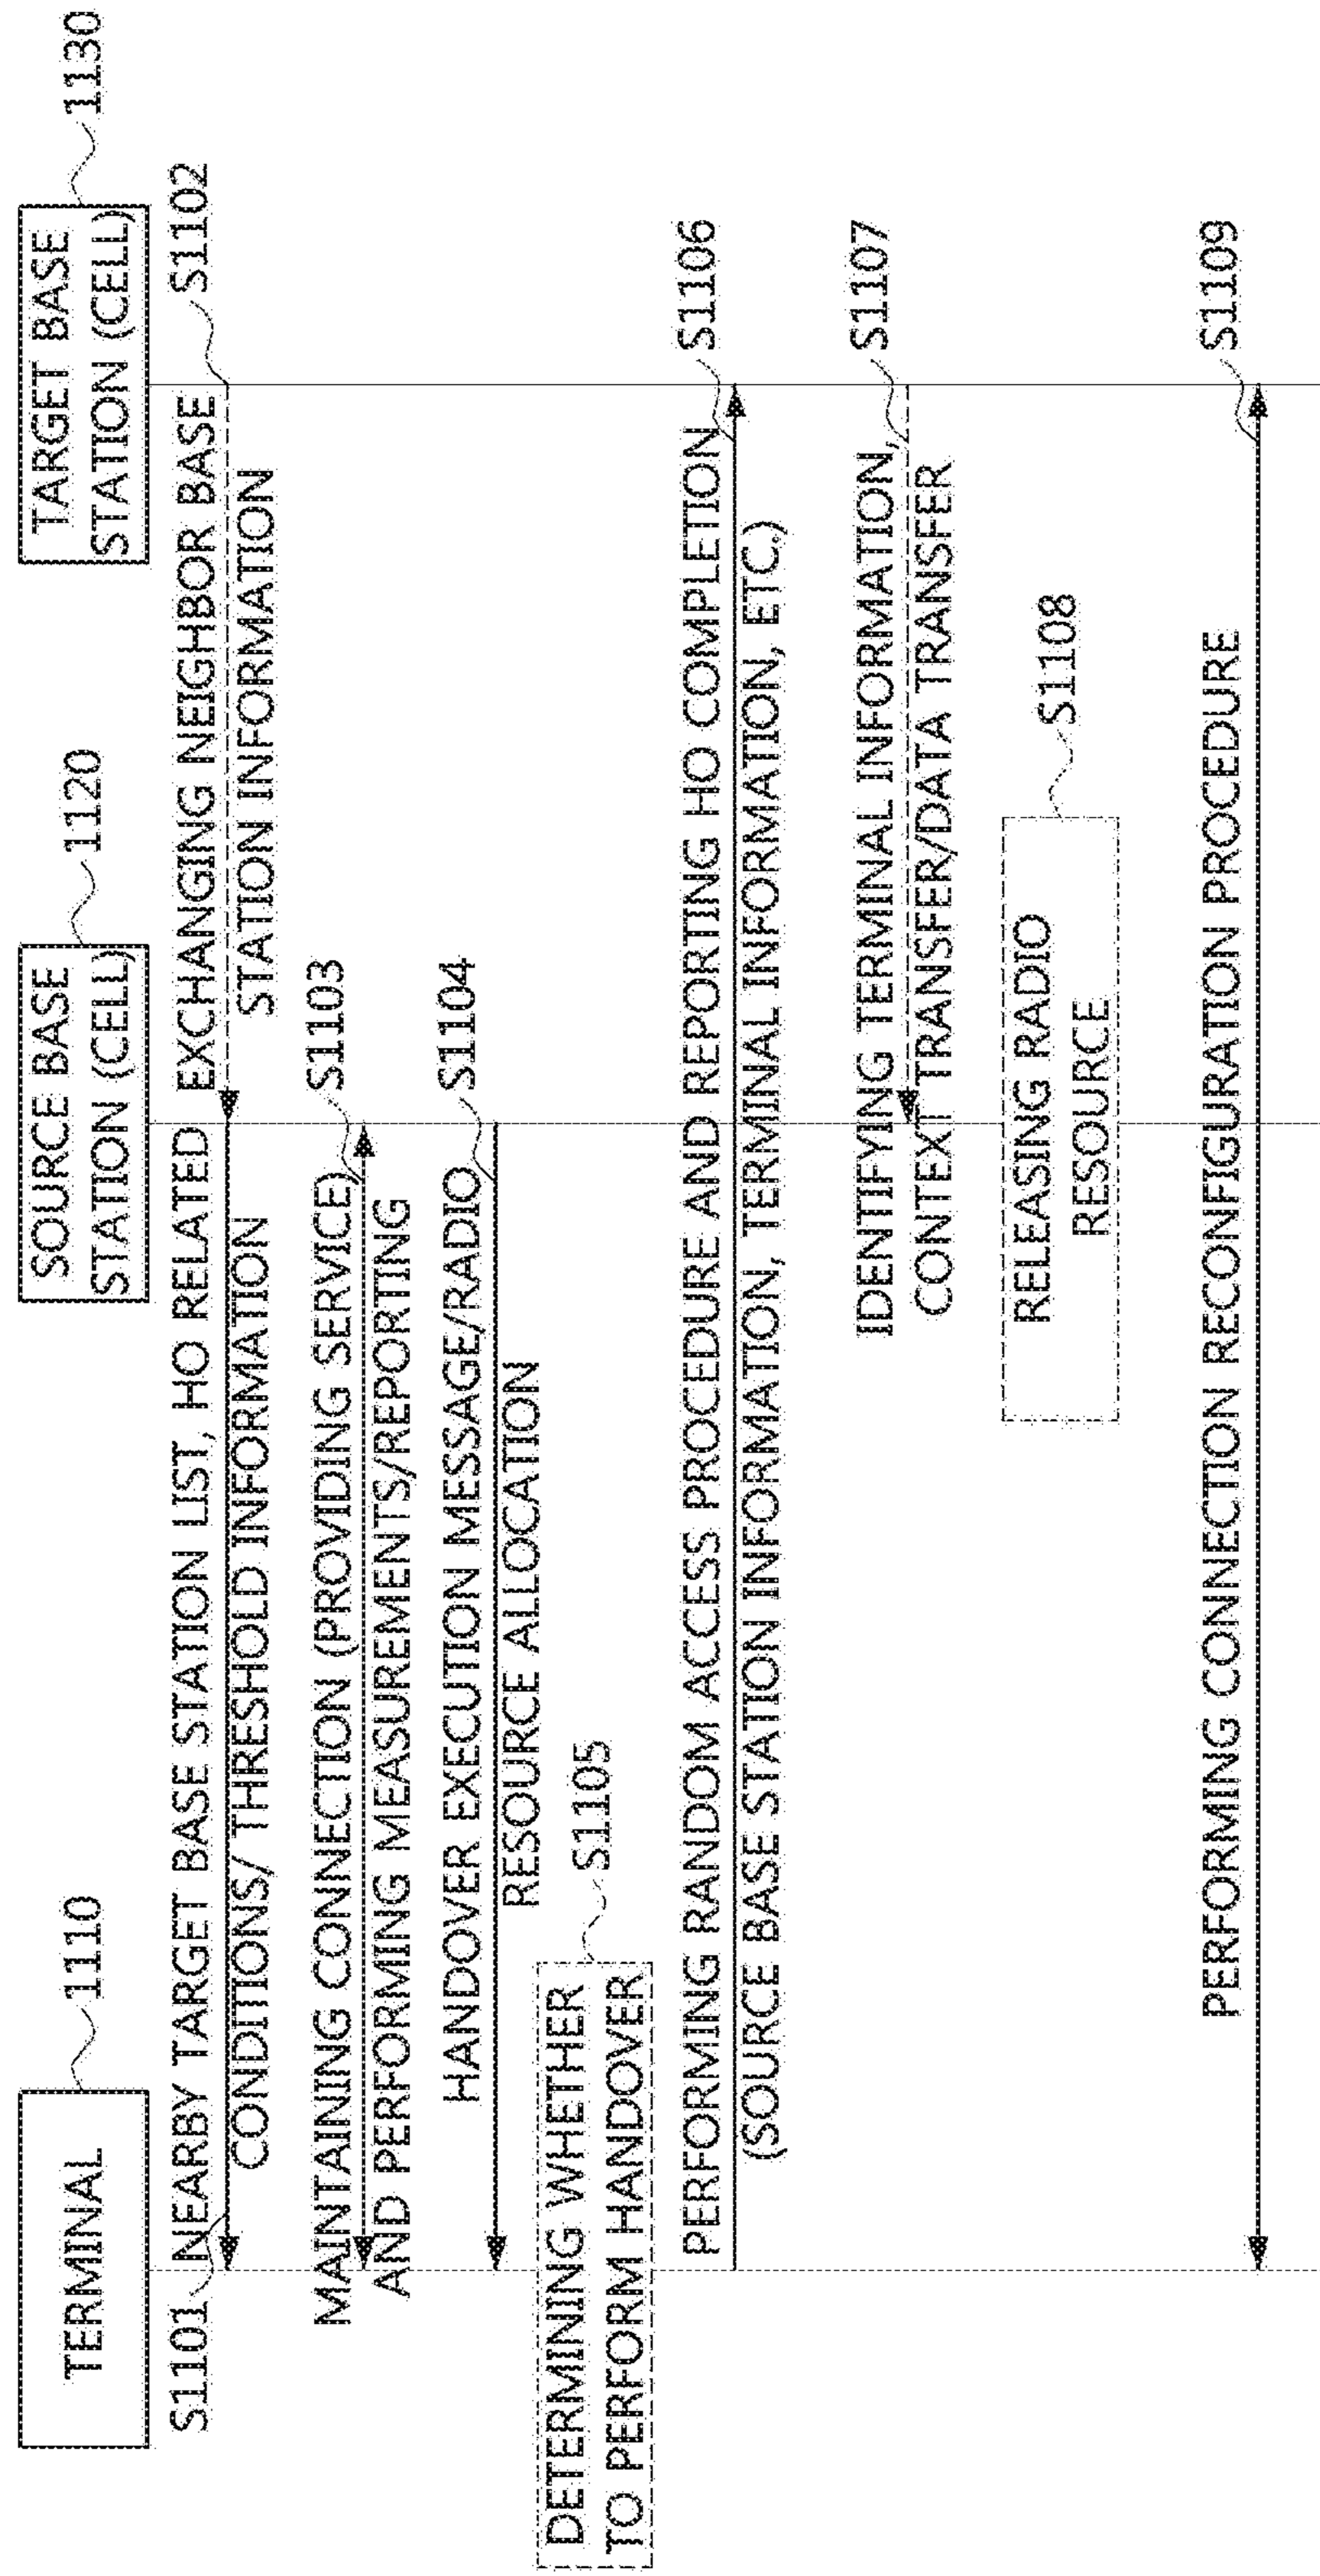 TERMINAL
1110
SOURCE BASE
STATION (CELL)
1120
TARGET BASE
STATION (CELL)
1130
S1101
NEARBY TARGET BASE STATION LIST, HO RELATED
CONDITIONS/ THRESHOLD INFORMATION
EXCHANGING NEIGHBOR BASE
STATION INFORMATION
S1102
MAINTAINING CONNECTION (PROVIDING SERVICE)
AND PERFORMING MEASUREMENTS/REPORTING
S1103
HANDOVER EXECUTION MESSAGE/RADIO
RESOURCE ALLOCATION
S1104
DETERMINING WHETHER
TO PERFORM HANDOVER
S1105
PERFORMING RANDOM ACCESS PROCEDURE AND REPORTING HO COMPLETION
(SOURCE BASE STATION INFORMATION, TERMINAL INFORMATION, ETC.)
S1106
IDENTIFYING TERMINAL INFORMATION,
CONTEXT TRANSFER/DATA TRANSFER
S1107
RELEASING RADIO
RESOURCE
S1108
PERFORMING CONNECTION RECONFIGURATION PROCEDURE
S1109